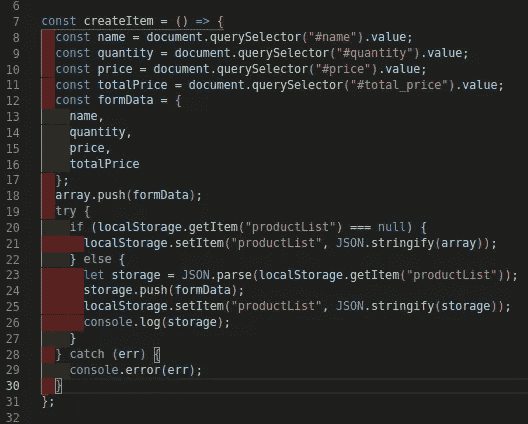 6
7 const createItem = () => {
8 const name = document.querySelector("#name").value;
9 const quantity = document.querySelector("#quantity").value;
10 const price = document.querySelector("#price").value;
11 const totalPrice = document.querySelector("#total_price").value;
12 const formData = {
13 name,
14 quantity,
15 price,
16 totalPrice
17 };
18 array.push(formData);
19 try {
20 if (localStorage.getItem("productList") === null) {
21 localStorage.setItem("productList", JSON.stringify(array));
22 } else {
23 let storage = JSON.parse(localStorage.getItem("productList"));
24 storage.push(formData);
25 localStorage.setItem("productList", JSON.stringify(storage));
26 console.log(storage);
27 }
28 } catch (err) {
29 console.error(err);
30 }
31 };
32